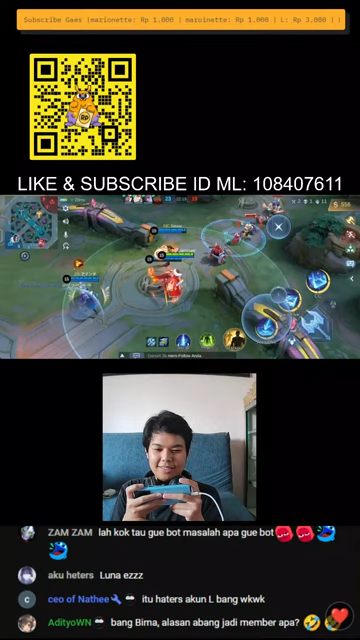 Subscribe Gaes |marionette: Rp 1.000 | maroinette: Rp 1.000 | L: Rp 3.000 |
LIKE & SUBSCRIBE ID ML: 108407611
ZAM ZAM lah kok tau gue bot masalah apa gue bot
aku heters Luna ezzz
ceo of Nathee itu haters akun L bang wkwk
AdityoWN bang Bima, alasan abang jadi member apa?